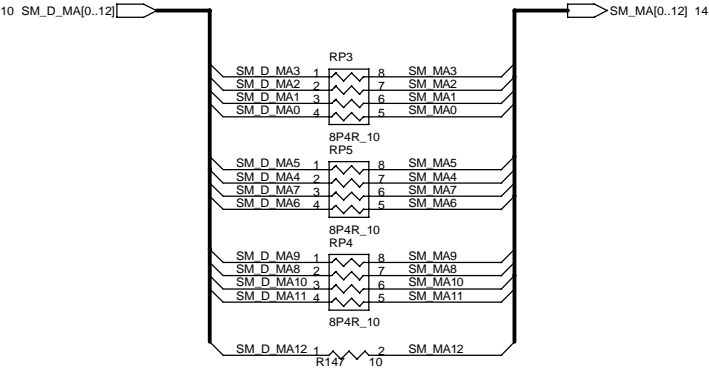 10 SM_D_MA[0..12] SM_MA[0..12] 14
RP3
SM_D_MA3 1 8 SM_MA3
SM_D_MA2 2 7 SM_MA2
SM_D_MA1 3 6 SM_MA1
SM_D_MA0 4 5 SM_MA0
8P4R_10
RP5
SM_D_MA5 1 8 SM_MA5
SM_D_MA4 2 7 SM_MA4
SM_D_MA7 3 6 SM_MA7
SM_D_MA6 4 5 SM_MA6
8P4R_10
RP4
SM_D_MA9 1 8 SM_MA9
SM_D_MA8 2 7 SM_MA8
SM_D_MA10 3 6 SM_MA10
SM_D_MA11 4 5 SM_MA11
8P4R_10
SM_D_MA12 1 2 SM_MA12
R147 10